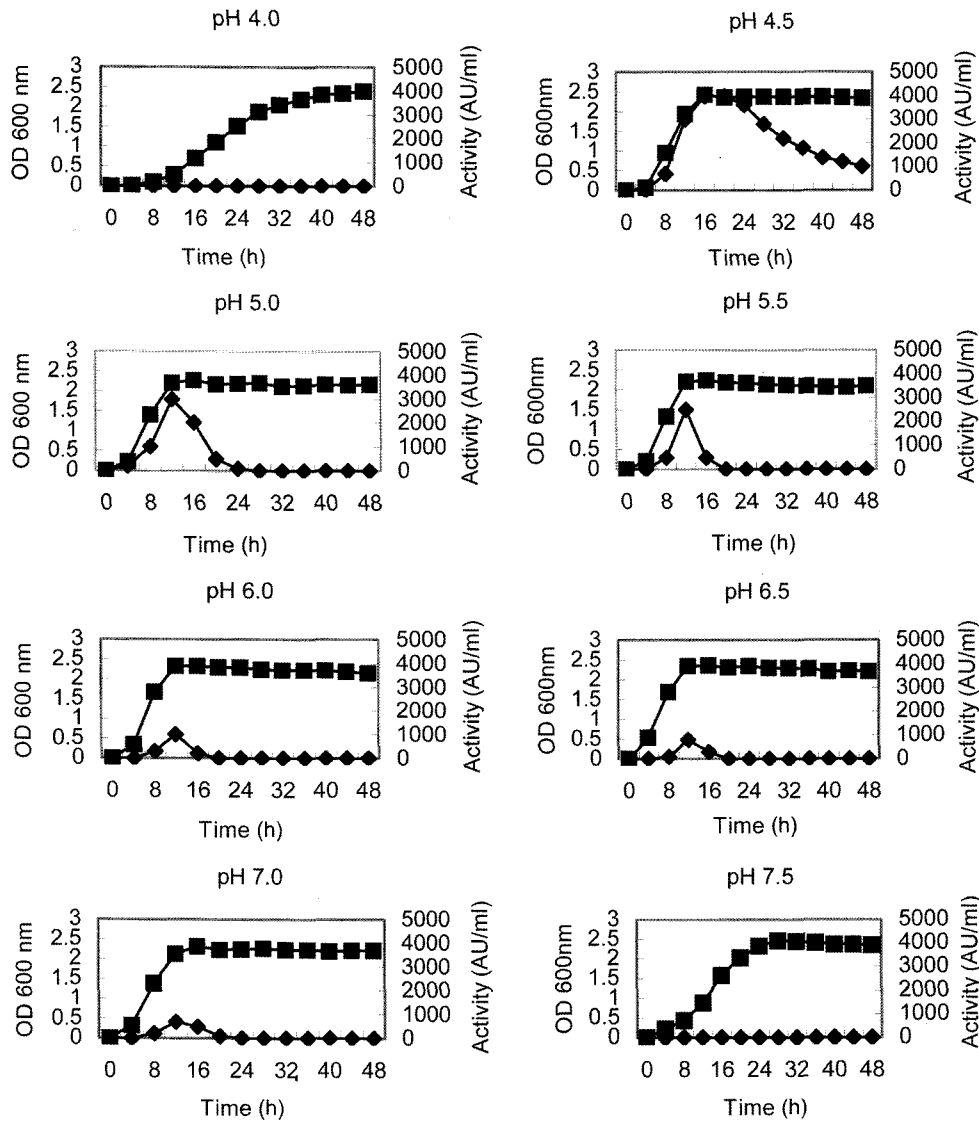 pH 4.0
OD 600 nm
3
2.5
2
1.5
1
0.5
0
5000
4000
3000
2000
1000
0
Activity (AU/ml)
0 8 16 24 32 40 48
Time (h)
pH 4.5
OD 600nm
3
2.5
2
1.5
1
0.5
0
5000
4000
3000
2000
1000
0
Activity (AU/ml)
0 8 16 24 32 40 48
Time (h)
pH 5.0
OD 600 nm
3
2.5
2
1.5
1
0.5
0
5000
4000
3000
2000
1000
0
Activity (AU/ml)
0 8 16 24 32 40 48
Time (h)
pH 5.5
OD 600nm
3
2.5
2
1.5
1
0.5
0
5000
4000
3000
2000
1000
0
Activity (AU/ml)
0 8 16 24 32 40 48
Time (h)
pH 6.0
OD 600 nm
3
2.5
2
1.5
1
0.5
0
5000
4000
3000
2000
1000
0
Activity (AU/ml)
0 8 16 24 32 40 48
Time (h)
pH 6.5
OD 600nm
3
2.5
2
1.5
1
0.5
0
5000
4000
3000
2000
1000
0
Activity (AU/ml)
0 8 16 24 32 40 48
Time (h)
pH 7.0
OD 600 nm
3
2.5
2
1.5
1
0.5
0
5000
4000
3000
2000
1000
0
Activity (AU/ml)
0 8 16 24 32 40 48
Time (h)
pH 7.5
OD 600nm
3
2.5
2
1.5
1
0.5
0
5000
4000
3000
2000
1000
0
Activity (AU/ml)
0 8 16 24 32 40 48
Time (h)